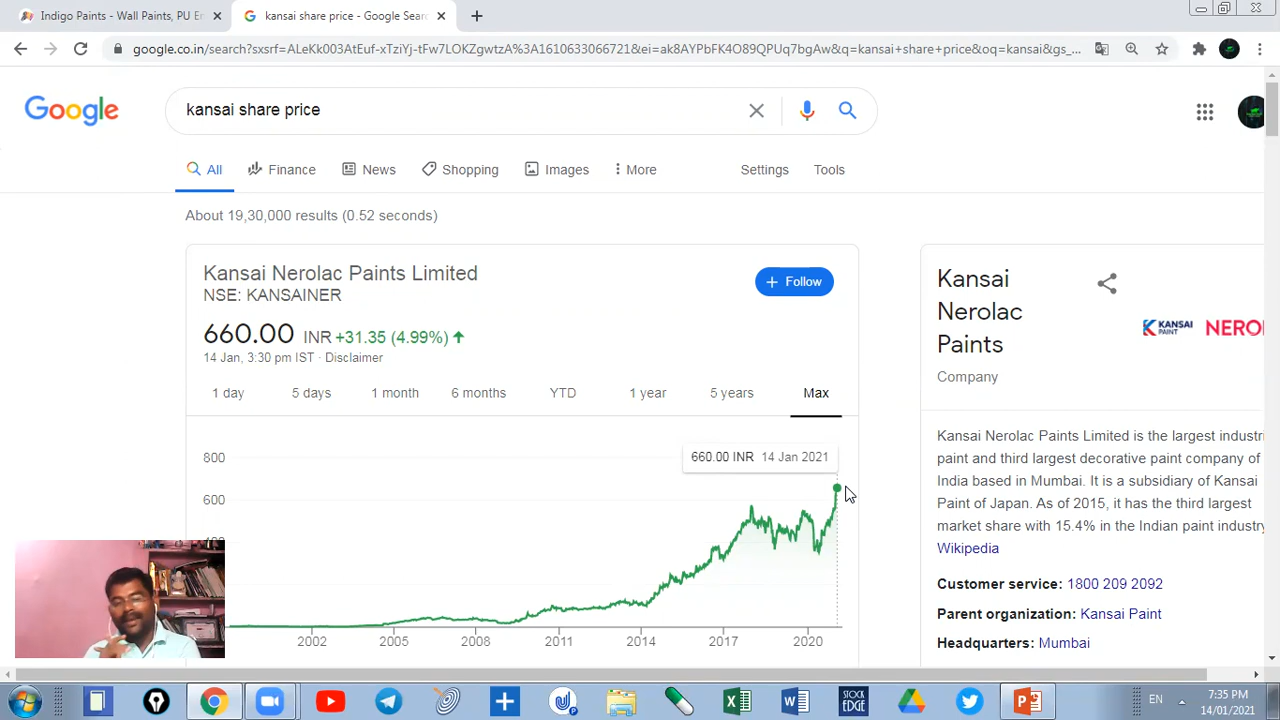 Indigo Paints - Wall Paints, PU En
kansai share price - Google Sear
google.co.in/search?sxsrf=ALeKk003AtEuf-xTziYj-tFw7LOKZgwtzA%3A1610633066721&ei=ak8AYPbFK4O89QPUq7bgAw&q=kansai+share+price&oq=kansai&gs_...
Google
kansai share price
All
Finance
News
Shopping
Images
More
Settings
Tools
About 19,30,000 results (0.52 seconds)
Kansai Nerolac Paints Limited
NSE: KANSAINER
Follow
660.00 INR +31.35 (4.99%)
14 Jan, 3:30 pm IST · Disclaimer
1 day
5 days
1 month
6 months
YTD
1 year
5 years
Max
660.00 INR 14 Jan 2021
800
600
2002
2005
2008
2011
2014
2017
2020
Kansai
Nerolac
Paints
Company
KANSAI
PAINT
NERO
Kansai Nerolac Paints Limited is the largest industri
paint and third largest decorative paint company of
India based in Mumbai. It is a subsidiary of Kansai
Paint of Japan. As of 2015, it has the third largest
market share with 15.4% in the Indian paint industry
Wikipedia
Customer service: 1800 209 2092
Parent organization: Kansai Paint
Headquarters: Mumbai
STOCK
EDGE
EN
7:35 PM
14/01/2021